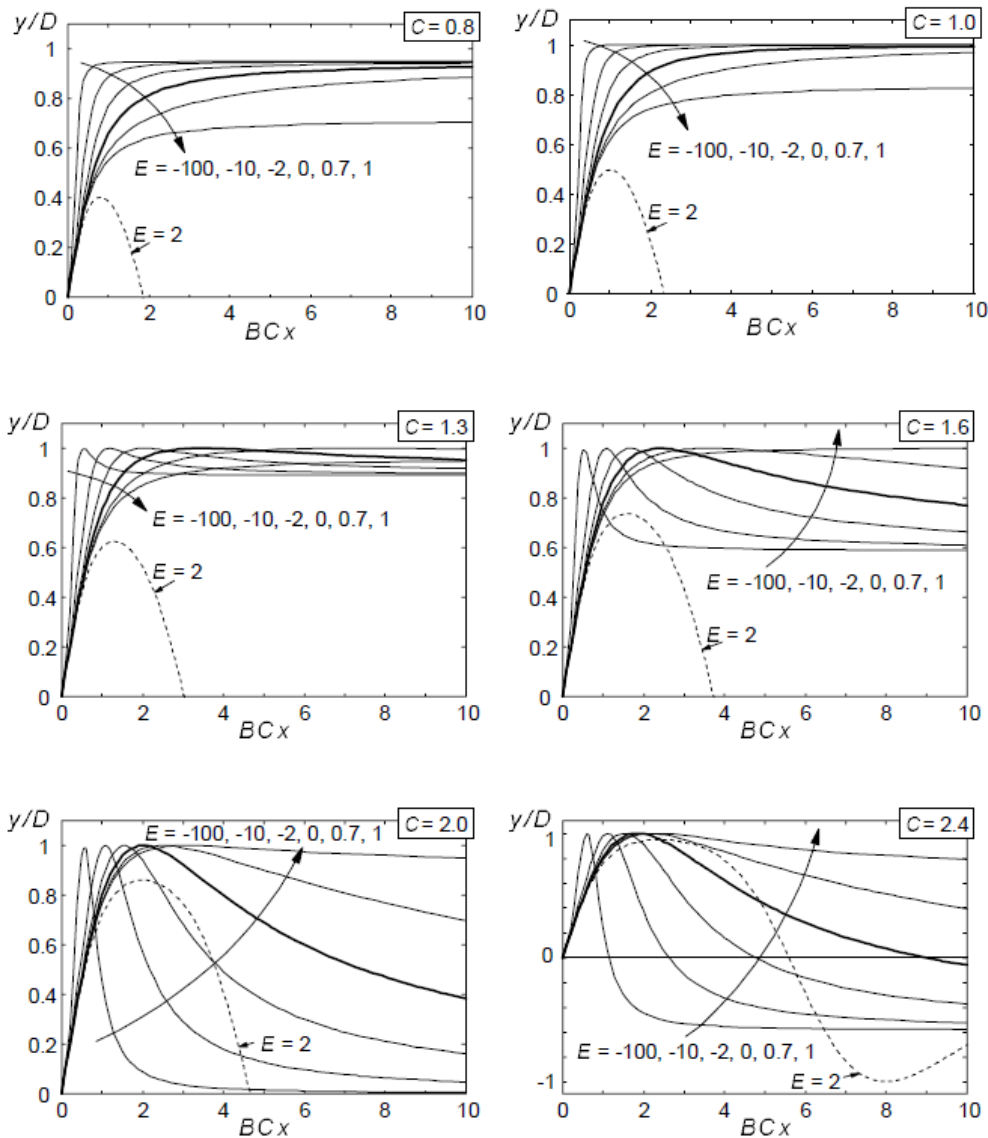 y/D
C = 0.8
1
0.8
0.6
0.4
0.2
0
E = -100, -10, -2, 0, 0.7, 1
E = 2
0 2 4 6 8 10
BCx
y/D
C = 1.0
1
0.8
0.6
0.4
0.2
0
E = -100, -10, -2, 0, 0.7, 1
E = 2
0 2 4 6 8 10
BCx
y/D
C = 1.3
1
0.8
0.6
0.4
0.2
0
E = -100, -10, -2, 0, 0.7, 1
E = 2
0 2 4 6 8 10
BCx
y/D
C = 1.6
1
0.8
0.6
0.4
0.2
0
E = -100, -10, -2, 0, 0.7, 1
E = 2
0 2 4 6 8 10
BCx
y/D
C = 2.0
1
0.8
0.6
0.4
0.2
0
E = -100, -10, -2, 0, 0.7, 1
E = 2
0 2 4 6 8 10
BCx
y/D
C = 2.4
1
0
-1
E = -100, -10, -2, 0, 0.7, 1
E = 2
0 2 4 6 8 10
BCx